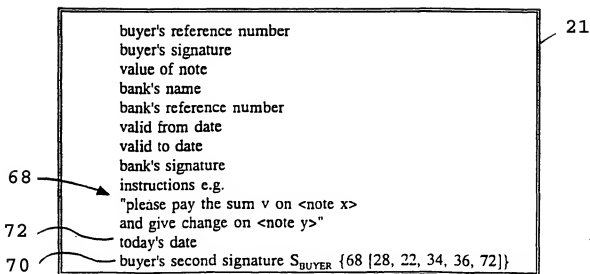 buyer's reference number 21
buyer's signature
value of note
bank's name
bank's reference number
valid from date
valid to date
bank's signature
68 instructions e.g.
"please pay the sum v on <note x>
and give change on <note y>"
72 today's date
70 buyer's second signature S_BUYER {68 [28, 22, 34, 36, 72]}